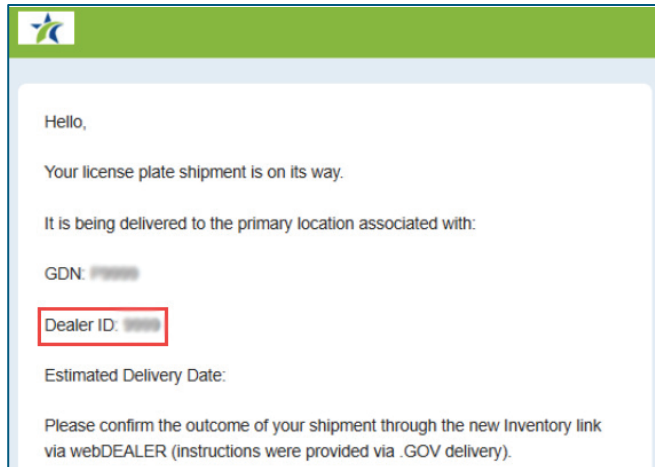 Hello,
Your license plate shipment is on its way.
It is being delivered to the primary location associated with:
GDN:
Dealer ID:
Estimated Delivery Date:
Please confirm the outcome of your shipment through the new Inventory link
via webDEALER (instructions were provided via .GOV delivery).